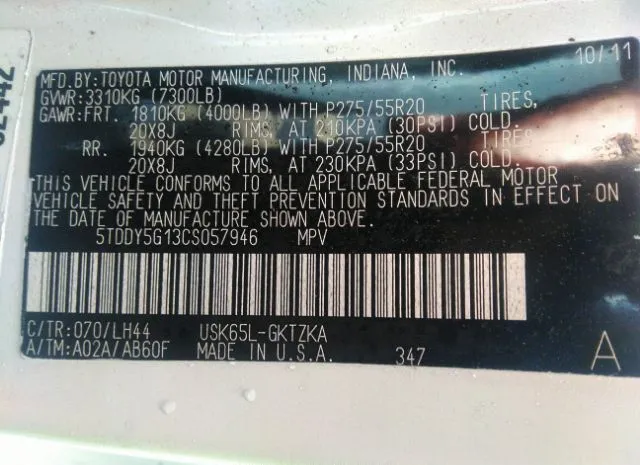 10/11
MFD.BY:TOYOTA MOTOR MANUFACTURING, INDIANA, INC.
GVWR:3310KG (7300LB)
GAWR:FRT. 1810KG (4000LB) WITH P275/55R20 TIRES,
20X8J RIMS, AT 210KPA (30PSI) COLD.
RR. 1940KG (4280LB) WITH P275/55R20 TIRES,
20X8J RIMS, AT 230KPA (33PSI) COLD.
THIS VEHICLE CONFORMS TO ALL APPLICABLE FEDERAL MOTOR
VEHICLE SAFETY AND THEFT PREVENTION STANDARDS IN EFFECT ON
THE DATE OF MANUFACTURE SHOWN ABOVE.
5TDDY5G13CS057946 MPV
C/TR:070/LH44 USK65L-GKTZKA
A/TM:A02A/AB60F MADE IN U.S.A. 347 A